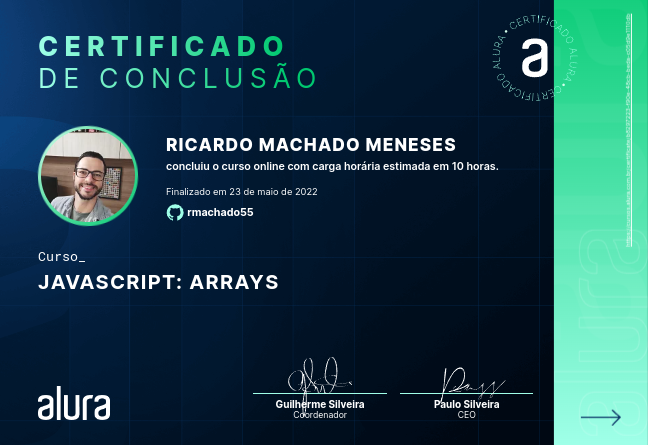 CERTIFICADO
DE CONCLUSÃO
CERTIFICADO ALURA • CERTIFICADO ALURA •
a
RICARDO MACHADO MENESES
concluiu o curso online com carga horária estimada em 10 horas.
Finalizado em 23 de maio de 2022
rmachado55
Curso_
JAVASCRIPT: ARRAYS
alura
Guilherme Silveira
Coordenador
Paulo Silveira
CEO
alura